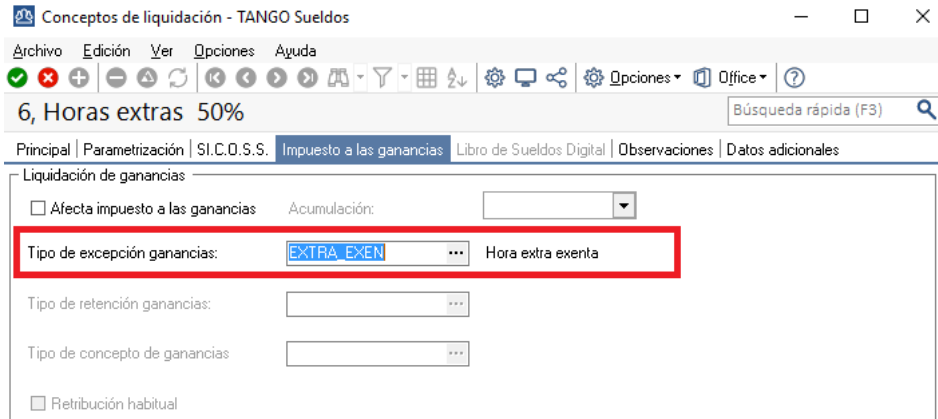 Conceptos de liquidación - TANGO Sueldos
Archivo Edición Ver Opciones Ayuda
Opciones Office
6, Horas extras 50%
Búsqueda rápida (F3)
Principal Parametrización SI.C.O.S.S. Impuesto a las ganancias Libro de Sueldos Digital Observaciones Datos adicionales
Liquidación de ganancias
Afecta impuesto a las ganancias Acumulación:
Tipo de excepción ganancias: EXTRA_EXEN ... Hora extra exenta
Tipo de retención ganancias: ...
Tipo de concepto de ganancias ...
Retribución habitual